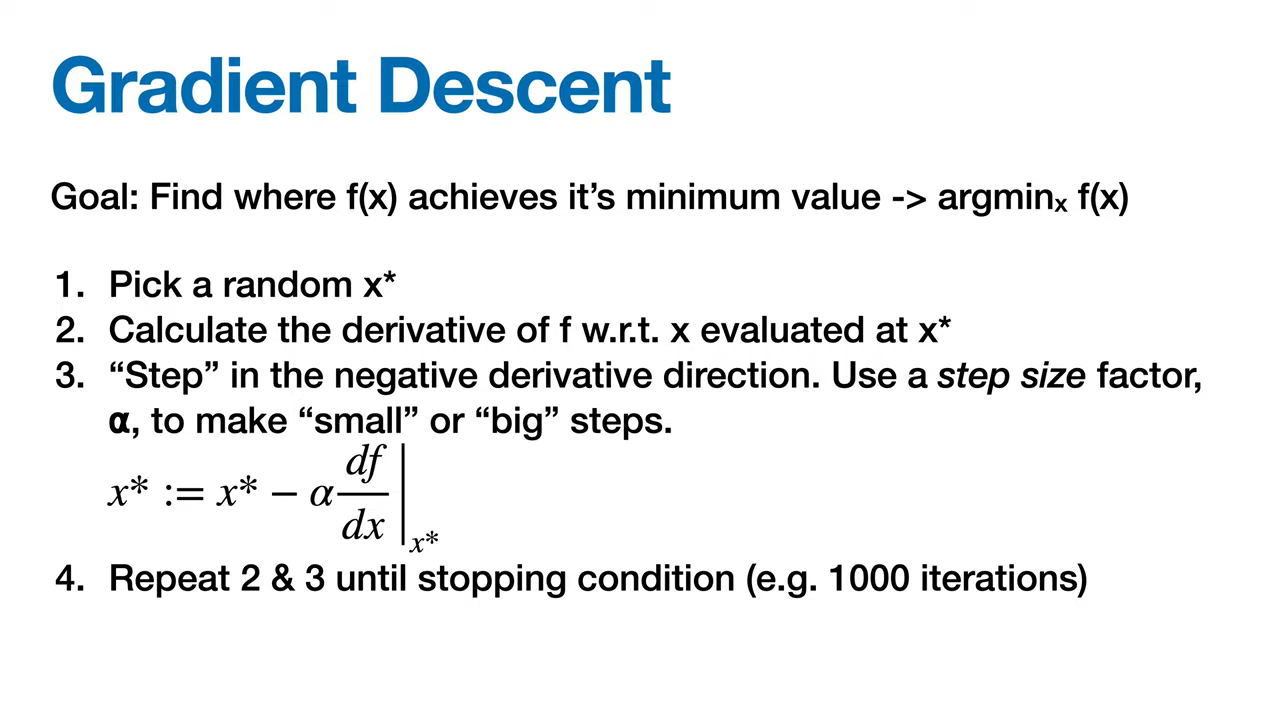 Gradient Descent
Goal: Find where f(x) achieves it’s minimum value -> argminₓ f(x)
1. Pick a random x*
2. Calculate the derivative of f w.r.t. x evaluated at x*
3. “Step” in the negative derivative direction. Use a step size factor,
α, to make “small” or “big” steps.
x* := x* − α df/dx |x*
4. Repeat 2 & 3 until stopping condition (e.g. 1000 iterations)